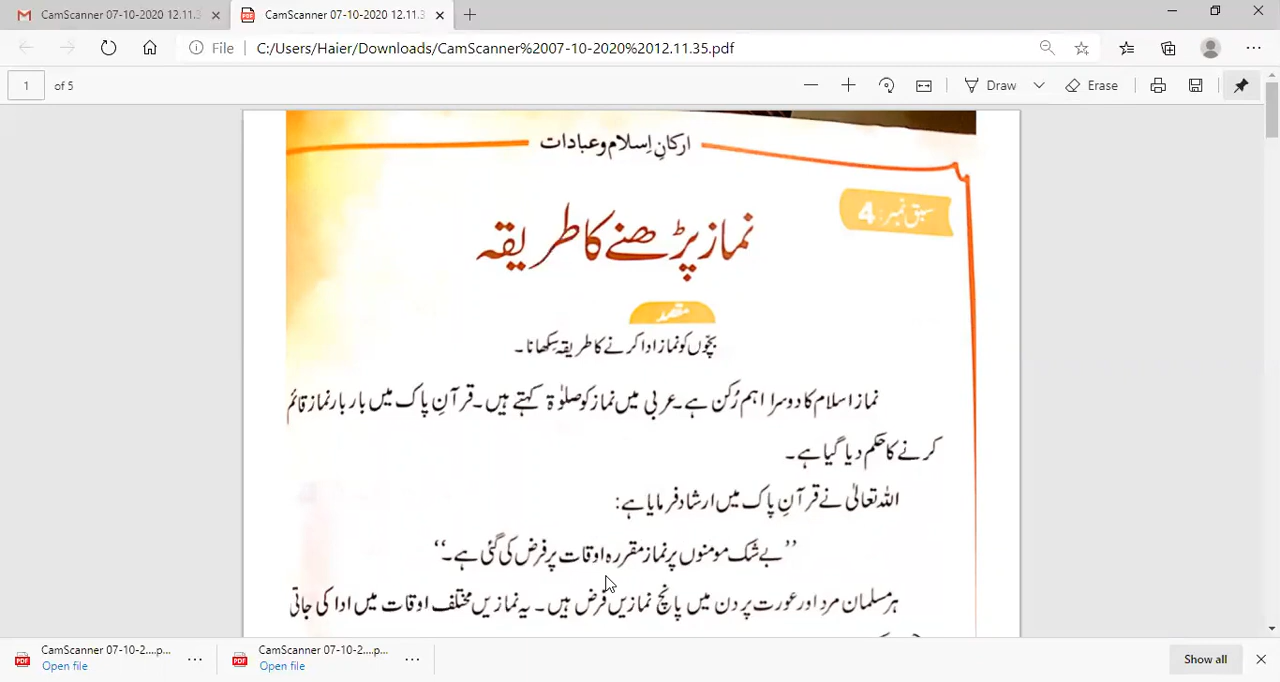 CamScanner 07-10-2020 12.11.3
CamScanner 07-10-2020 12.11.3
File C:/Users/Haier/Downloads/CamScanner%2007-10-2020%2012.11.35.pdf
1 of 5
Draw
Erase
ارکانِ اِسلام و عبادات
سبق نمبر: 4
نماز پڑھنے کا طریقہ
مقصد
بچّوں کو نماز ادا کرنے کا طریقہ سِکھانا۔
نماز اسلام کا دوسرا اہم رُکن ہے۔ عربی میں نماز کو صلوٰۃ کہتے ہیں۔ قرآنِ پاک میں بار بار نماز قائم
کرنے کا حکم دیا گیا ہے۔
اللہ تعالیٰ نے قرآنِ پاک میں ارشاد فرمایا ہے:
”بے شک مومنوں پر نماز مقررہ اوقات پر فرض کی گئی ہے۔“
ہر مسلمان مرد اور عورت پر دن میں پانچ نمازیں فرض ہیں۔ یہ نمازیں مختلف اوقات میں ادا کی جاتی
CamScanner 07-10-2....p...
Open file
CamScanner 07-10-2....p...
Open file
Show all